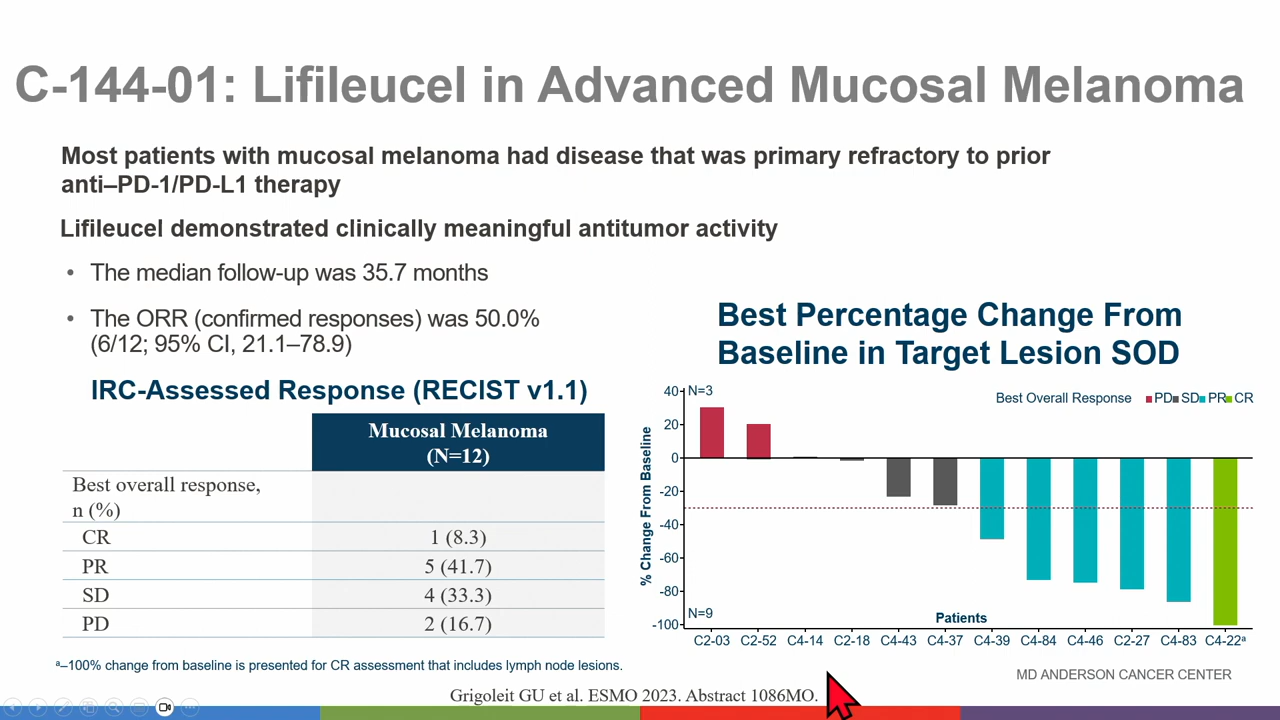 C-144-01: Lifileucel in Advanced Mucosal Melanoma
Most patients with mucosal melanoma had disease that was primary refractory to prior
anti–PD-1/PD-L1 therapy
Lifileucel demonstrated clinically meaningful antitumor activity
• The median follow-up was 35.7 months
• The ORR (confirmed responses) was 50.0%
(6/12; 95% CI, 21.1–78.9)
IRC-Assessed Response (RECIST v1.1)
Mucosal Melanoma
(N=12)
Best overall response,
n (%)
CR 1 (8.3)
PR 5 (41.7)
SD 4 (33.3)
PD 2 (16.7)
ᵃ–100% change from baseline is presented for CR assessment that includes lymph node lesions.
Best Percentage Change From
Baseline in Target Lesion SOD
N=3
Best Overall Response PD SD PR CR
% Change From Baseline
40
20
0
-20
-40
-60
-80
-100
N=9
Patients
C2-03 C2-52 C4-14 C2-18 C4-43 C4-37 C4-39 C4-84 C4-46 C2-27 C4-83 C4-22ᵃ
MD ANDERSON CANCER CENTER
Grigoleit GU et al. ESMO 2023. Abstract 1086MO.